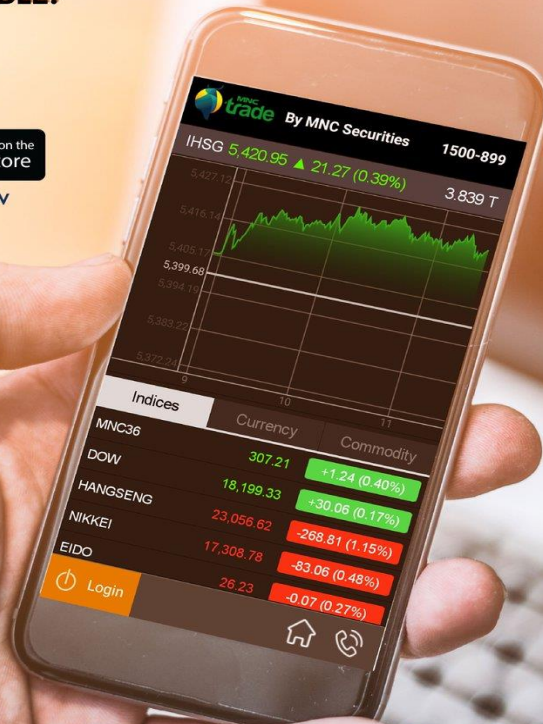 on the
ore
MNC
trade By MNC Securities 1500-899
IHSG 5,420.95 ▲ 21.27 (0.39%) 3.839 T
5,427.12
5,416.14
5,405.17
5,399.68
5,394.19
5,383.22
5,372.24
9 10 11
Indices Currency Commodity
MNC36 307.21 +1.24 (0.40%)
DOW 18,199.33 +30.06 (0.17%)
HANGSENG 23,056.62 -268.81 (1.15%)
NIKKEI 17,308.78 -83.06 (0.48%)
EIDO 26.23 -0.07 (0.27%)
Login